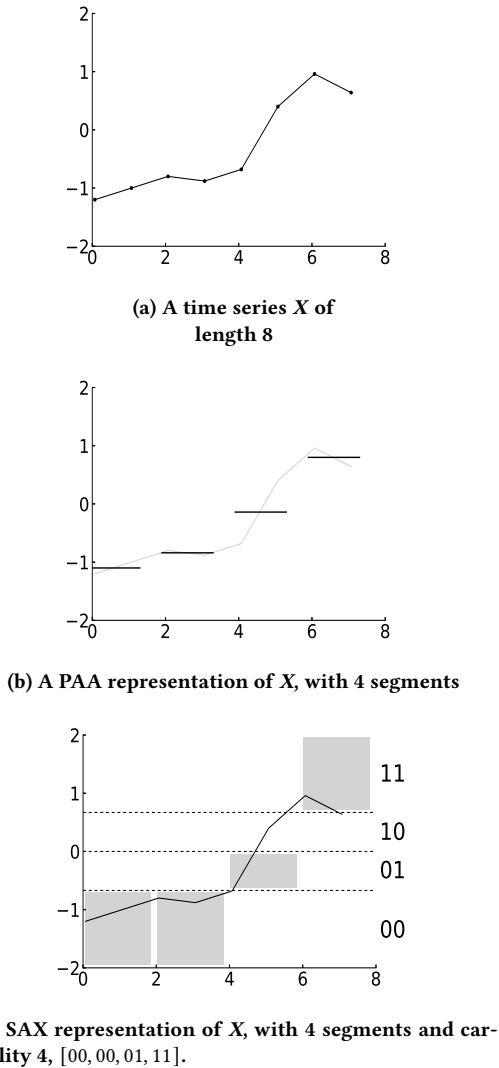 2
1
0
−1
−2
0 2 4 6 8
(a) A time series X of
length 8
2
1
0
−1
−2
0 2 4 6 8
(b) A PAA representation of X, with 4 segments
2
1
0
−1
−2
11
10
01
00
0 2 4 6 8
SAX representation of X, with 4 segments and car-
lity 4, [00, 00, 01, 11].